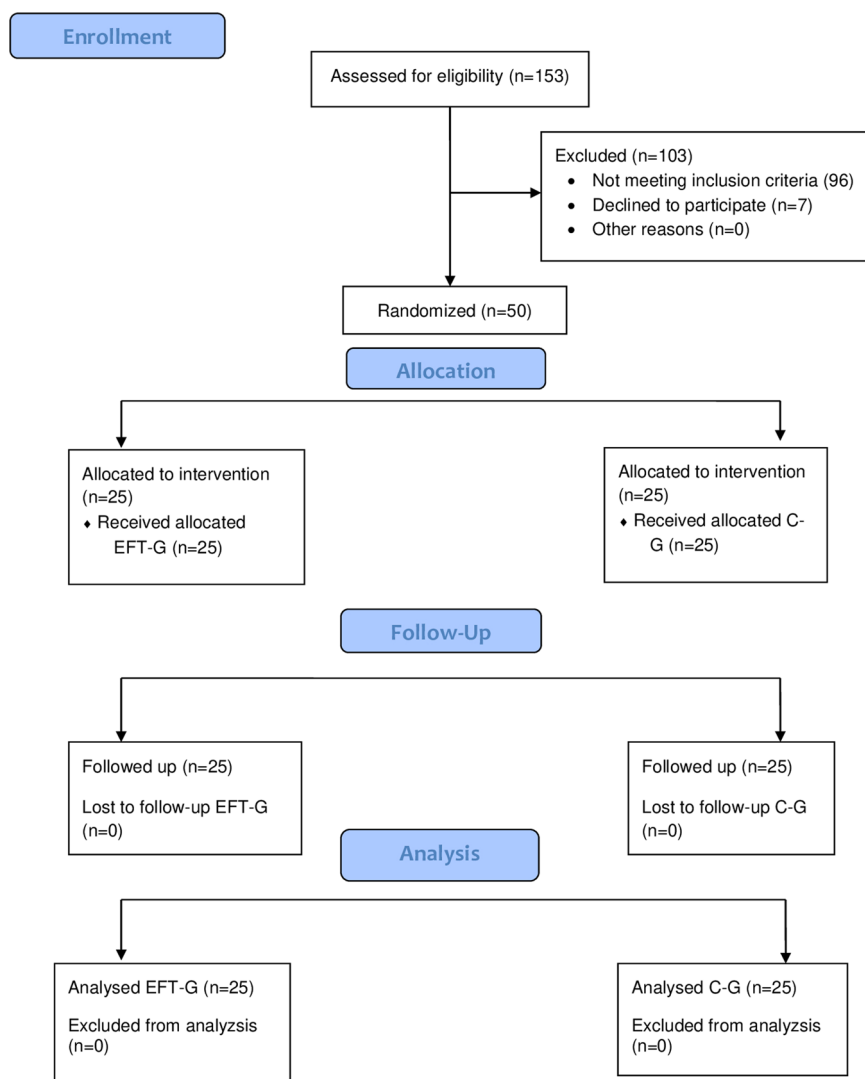 Enrollment
Assessed for eligibility (n=153)
Excluded (n=103)
• Not meeting inclusion criteria (96)
• Declined to participate (n=7)
• Other reasons (n=0)
Randomized (n=50)
Allocation
Allocated to intervention
(n=25)
♦ Received allocated
EFT-G (n=25)
Allocated to intervention
(n=25)
♦ Received allocated C-
G (n=25)
Follow-Up
Followed up (n=25)
Lost to follow-up EFT-G
(n=0)
Followed up (n=25)
Lost to follow-up C-G
(n=0)
Analysis
Analysed EFT-G (n=25)
Excluded from analyzsis
(n=0)
Analysed C-G (n=25)
Excluded from analyzsis
(n=0)